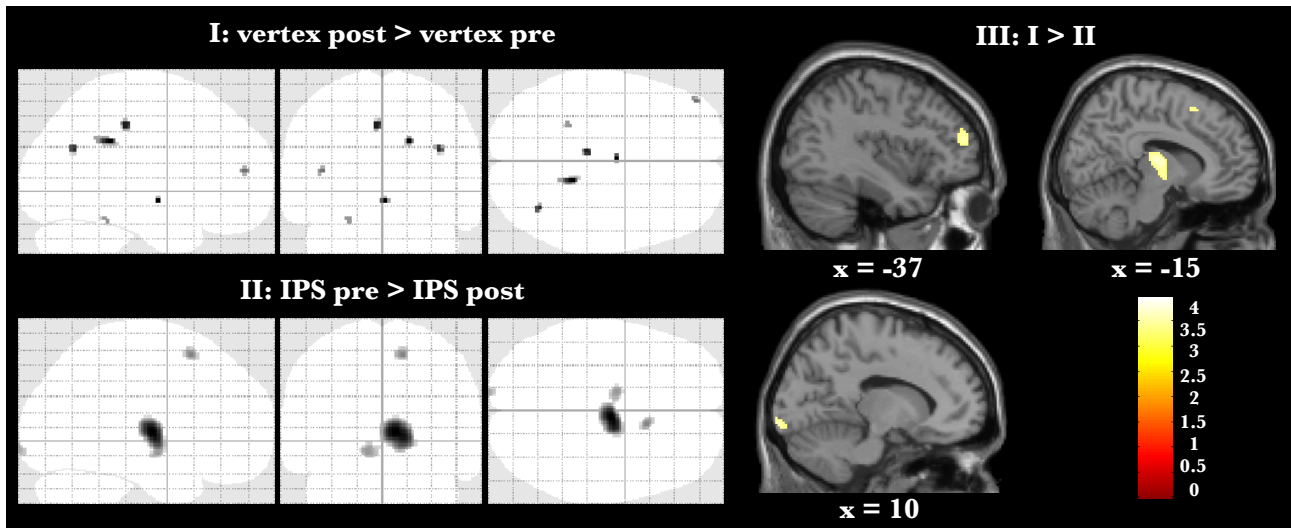 I: vertex post > vertex pre
III: I > II
x = -37
x = -15
II: IPS pre > IPS post
x = 10
4
3.5
3
2.5
2
1.5
1
0.5
0